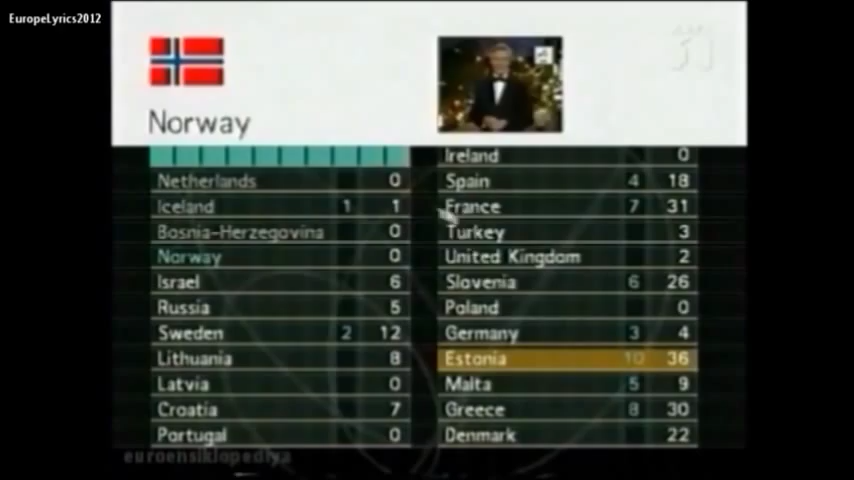 EuropeLyrics2012
Norway
Netherlands 0
Iceland 1 1
Bosnia-Herzegovina 0
Norway 0
Israel 6
Russia 5
Sweden 2 12
Lithuania 8
Latvia 0
Croatia 7
Portugal 0
Ireland 0
Spain 4 18
France 7 31
Turkey 3
United Kingdom 2
Slovenia 6 26
Poland 0
Germany 3 4
Estonia 10 36
Malta 5 9
Greece 8 30
Denmark 22
euroensiklopediya